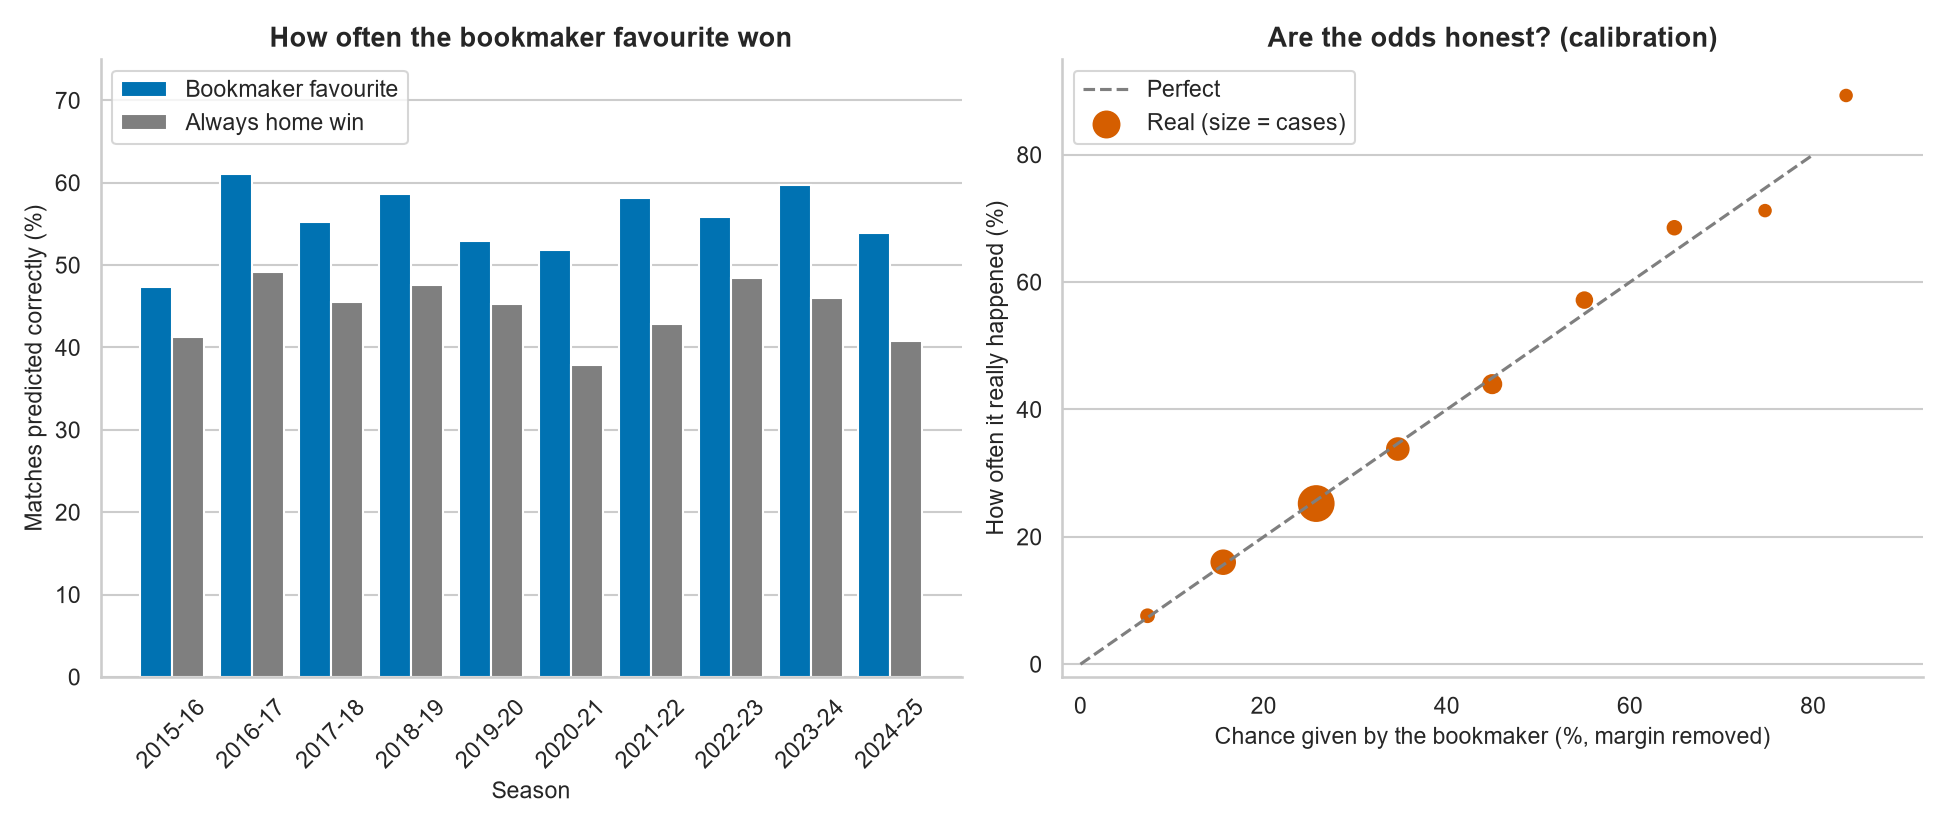 How often the bookmaker favourite won
Bookmaker favourite
Always home win
Matches predicted correctly (%)
70
60
50
40
30
20
10
0
2015-16
2016-17
2017-18
2018-19
2019-20
2020-21
2021-22
2022-23
2023-24
2024-25
Season
Are the odds honest? (calibration)
Perfect
Real (size = cases)
How often it really happened (%)
80
60
40
20
0
0
20
40
60
80
Chance given by the bookmaker (%, margin removed)